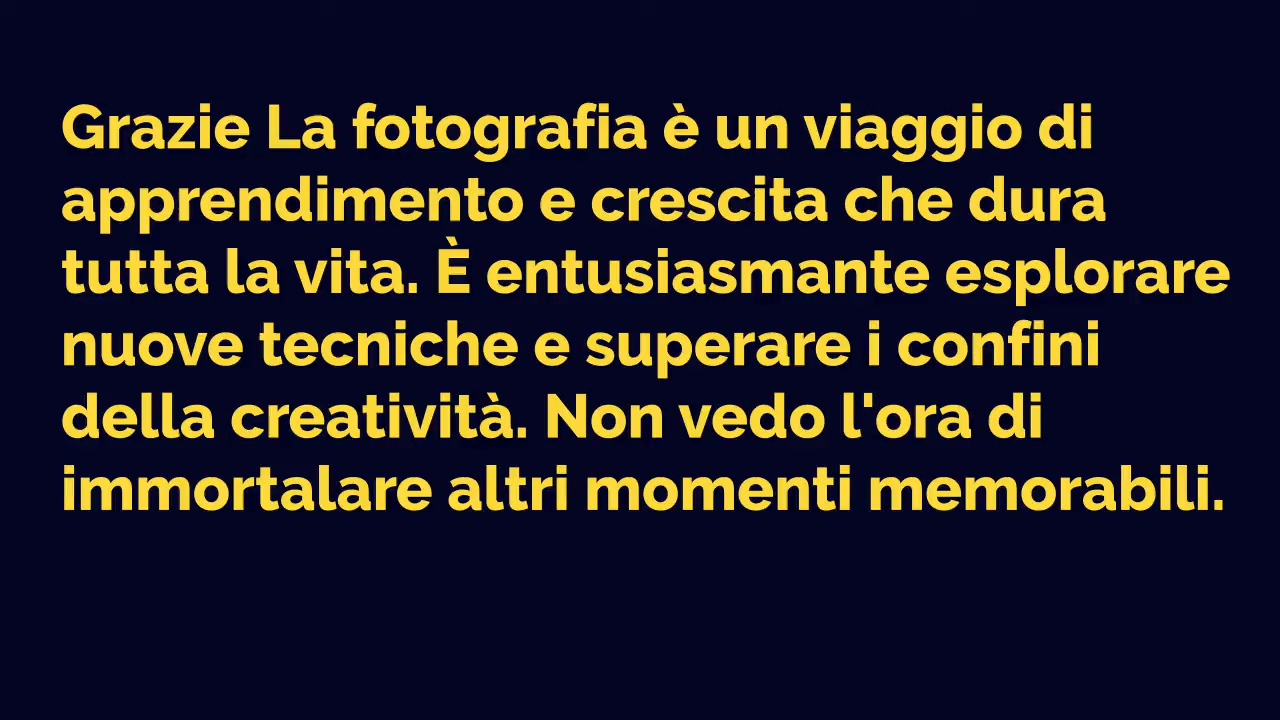 Grazie La fotografia è un viaggio di
apprendimento e crescita che dura
tutta la vita. È entusiasmante esplorare
nuove tecniche e superare i confini
della creatività. Non vedo l'ora di
immortalare altri momenti memorabili.